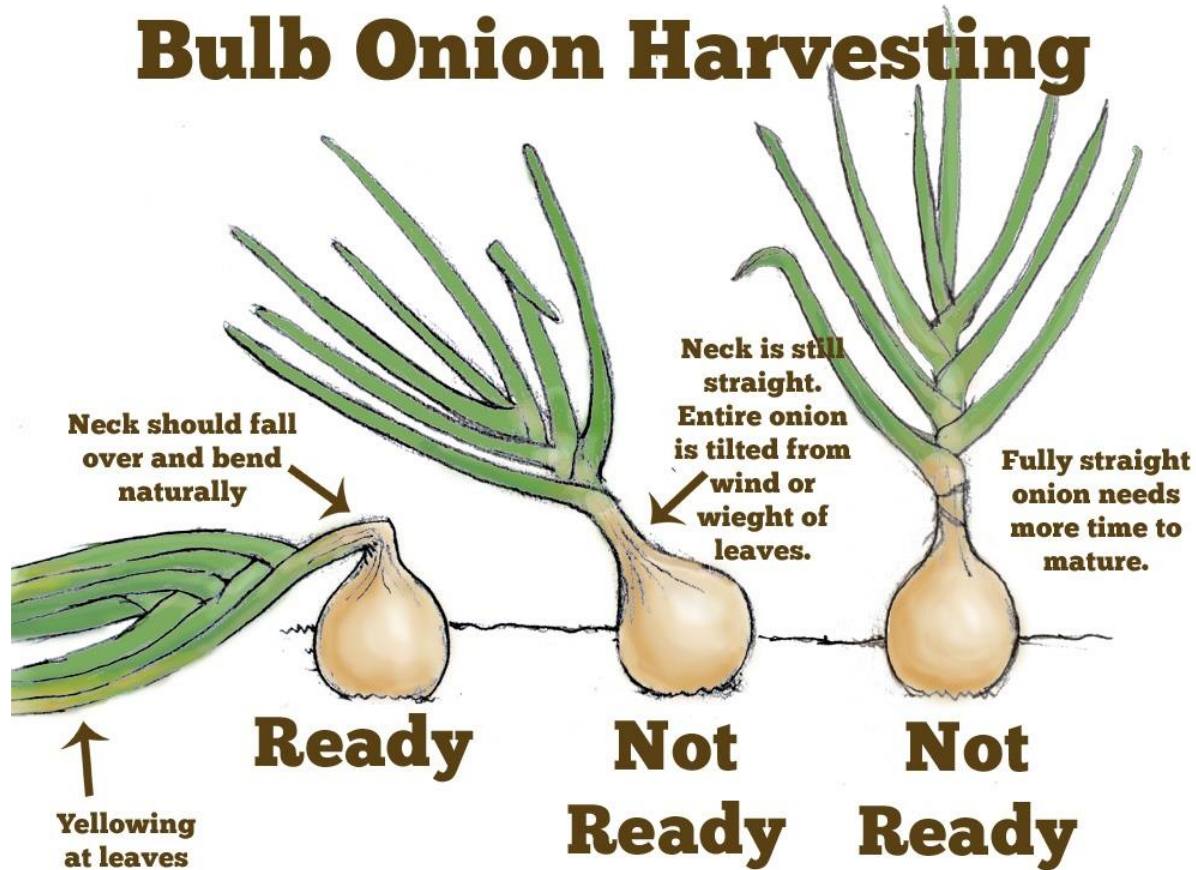 Bulb Onion Harvesting
Neck should fall
over and bend
naturally
Neck is still
straight.
Entire onion
is tilted from
wind or
wieght of
leaves.
Fully straight
onion needs
more time to
mature.
Ready
Not
Ready
Not
Ready
Yellowing
at leaves